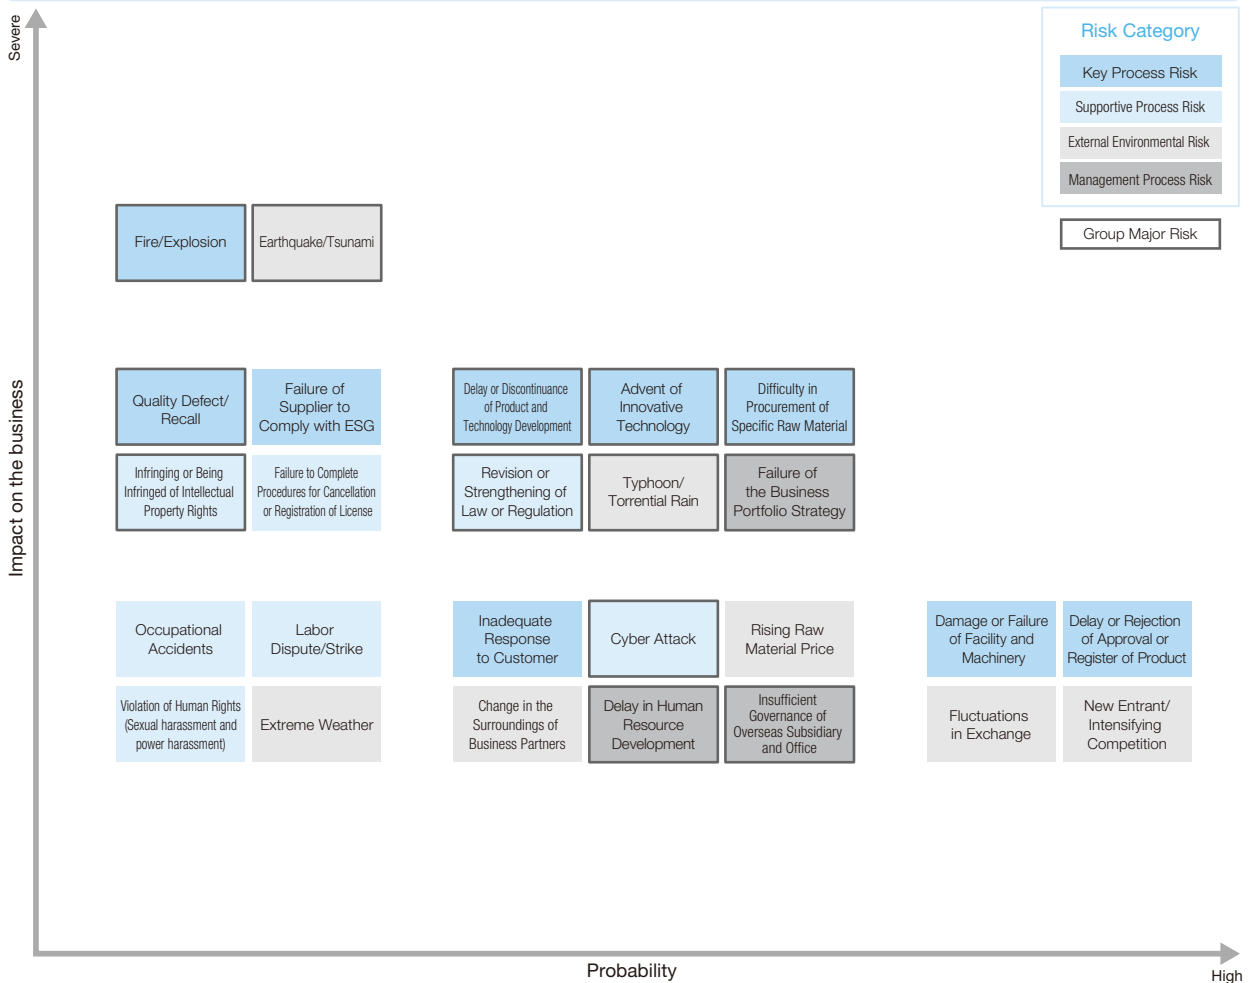 Severe
Risk Category
Key Process Risk
Supportive Process Risk
External Environmental Risk
Management Process Risk
Group Major Risk
Fire/Explosion
Earthquake/Tsunami
Impact on the business
Quality Defect/
Recall
Failure of
Supplier to
Comply with ESG
Delay or Discontinuance
of Product and
Technology Development
Advent of
Innovative
Technology
Difficulty in
Procurement of
Specific Raw Material
Infringing or Being
Infringed of Intellectual
Property Rights
Failure to Complete
Procedures for Cancellation
or Registration of License
Revision or
Strengthening of
Law or Regulation
Typhoon/
Torrential Rain
Failure of
the Business
Portfolio Strategy
Occupational
Accidents
Labor
Dispute/Strike
Inadequate
Response
to Customer
Cyber Attack
Rising Raw
Material Price
Damage or Failure
of Facility and
Machinery
Delay or Rejection
of Approval or
Register of Product
Violation of Human Rights
(Sexual harassment and
power harassment)
Extreme Weather
Change in the
Surroundings of
Business Partners
Delay in Human
Resource
Development
Insufficient
Governance of
Overseas Subsidiary
and Office
Fluctuations
in Exchange
New Entrant/
Intensifying
Competition
Probability
High